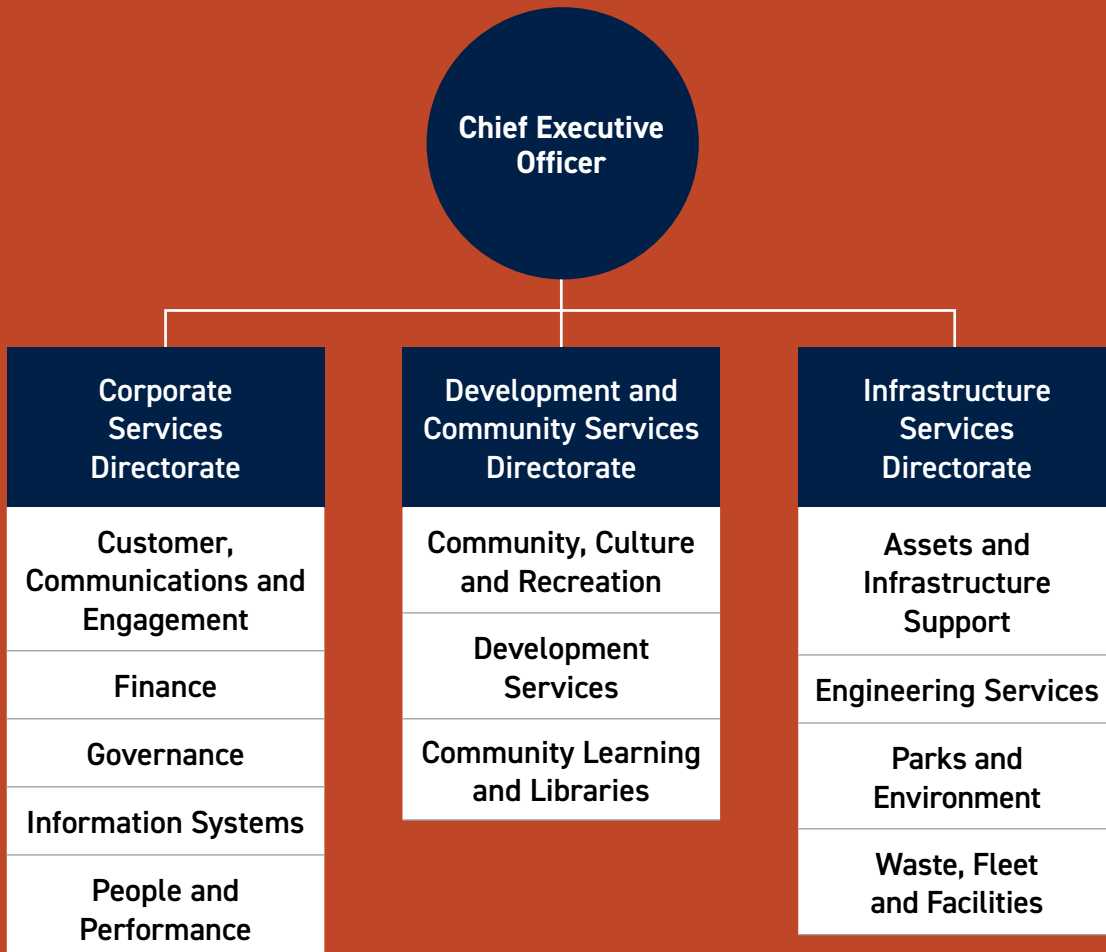 Chief Executive
Officer
Corporate
Services
Directorate
Customer,
Communications and
Engagement
Finance
Governance
Information Systems
People and
Performance
Development and
Community Services
Directorate
Community, Culture
and Recreation
Development
Services
Community Learning
and Libraries
Infrastructure
Services
Directorate
Assets and
Infrastructure
Support
Engineering Services
Parks and
Environment
Waste, Fleet
and Facilities